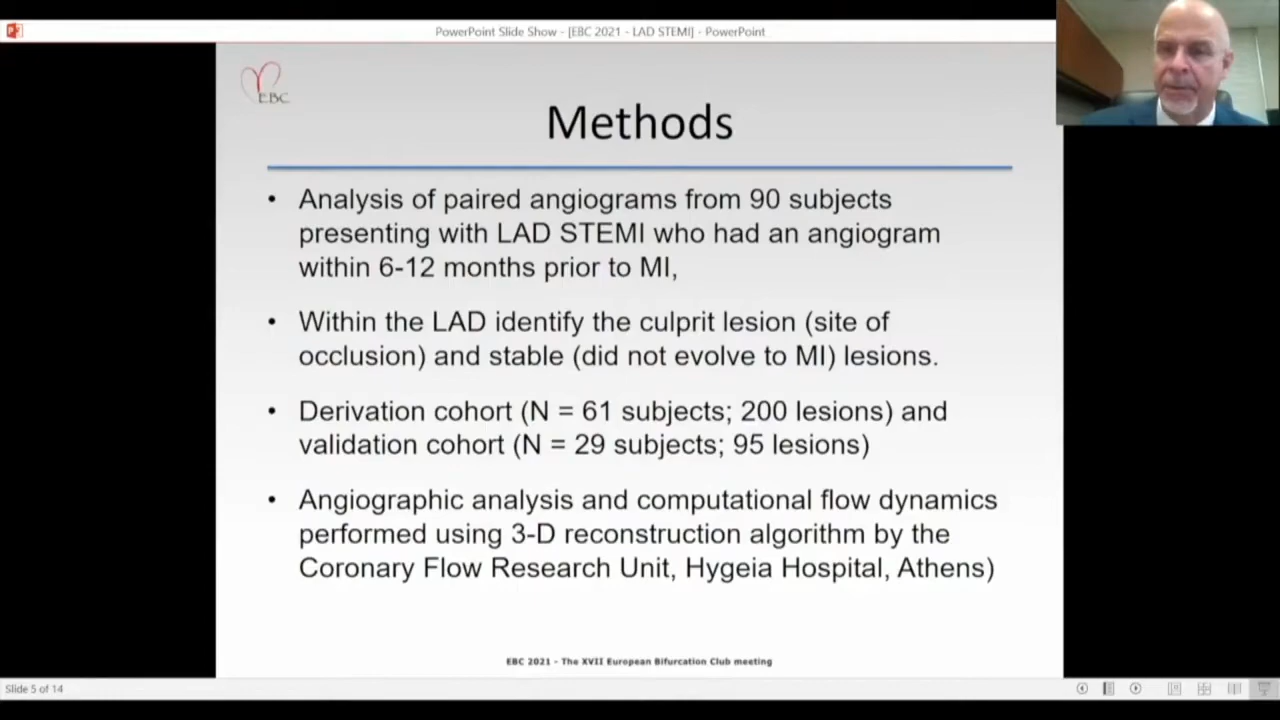 PowerPoint Slide Show - [EBC 2021 - LAD STEMI] - PowerPoint
EBC
Methods
• Analysis of paired angiograms from 90 subjects
presenting with LAD STEMI who had an angiogram
within 6-12 months prior to MI,
• Within the LAD identify the culprit lesion (site of
occlusion) and stable (did not evolve to MI) lesions.
• Derivation cohort (N = 61 subjects; 200 lesions) and
validation cohort (N = 29 subjects; 95 lesions)
• Angiographic analysis and computational flow dynamics
performed using 3-D reconstruction algorithm by the
Coronary Flow Research Unit, Hygeia Hospital, Athens)
EBC 2021 - The XVII European Bifurcation Club meeting
Slide 5 of 14